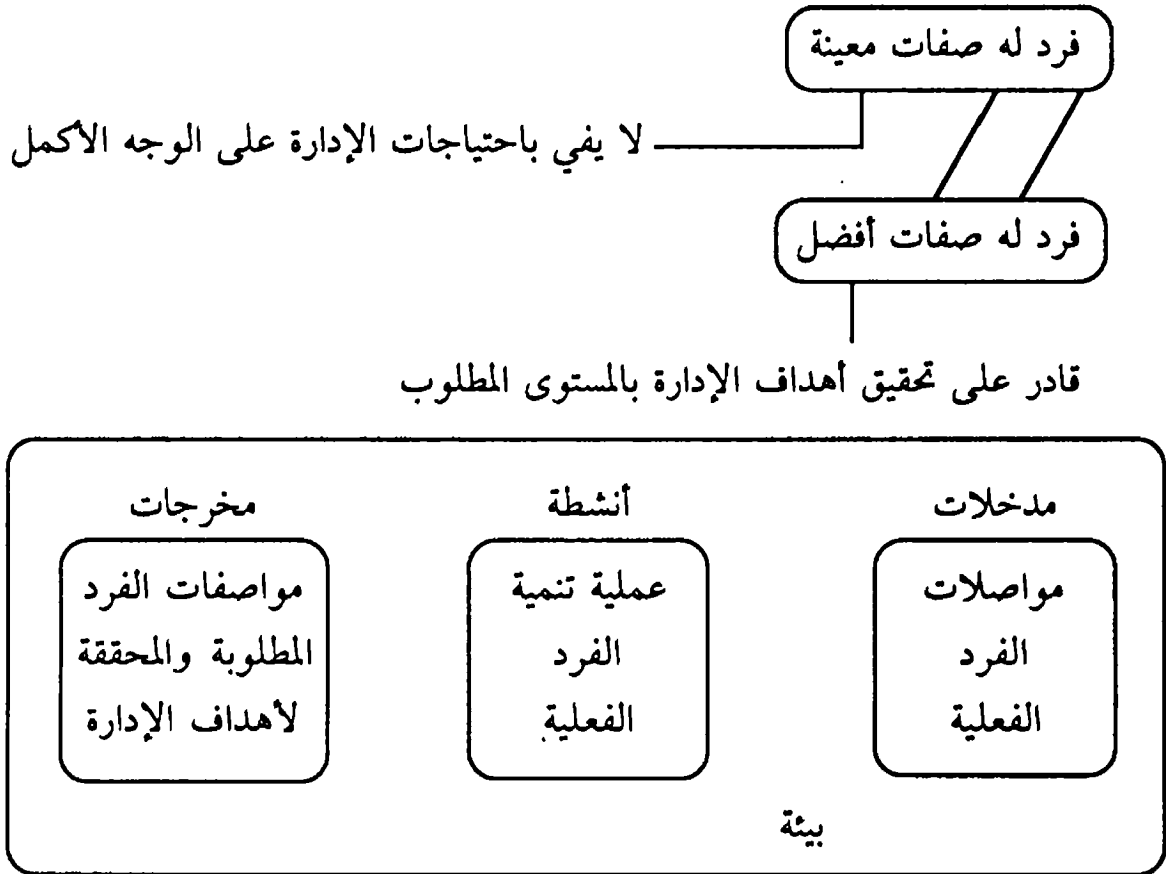 فرد له صفات معينة
لا يفي باحتياجات الإدارة على الوجه الأكمل
فرد له صفات أفضل
قادر على تحقيق أهداف الإدارة بالمستوى المطلوب
مدخلات
مواصلات
الفرد
الفعلية
أنشطة
عملية تنمية
الفرد
الفعلية
مخرجات
مواصفات الفرد
المطلوبة والمحققة
لأهداف الإدارة
بيئة